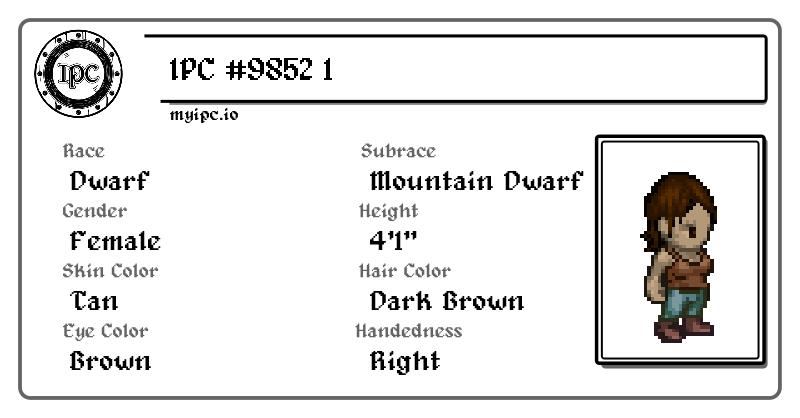 IPC
IPC #9852 1
myipc.io
Race
Dwarf
Subrace
Mountain Dwarf
Gender
Female
Height
4'1"
Skin Color
Tan
Hair Color
Dark Brown
Eye Color
Brown
Handedness
Right